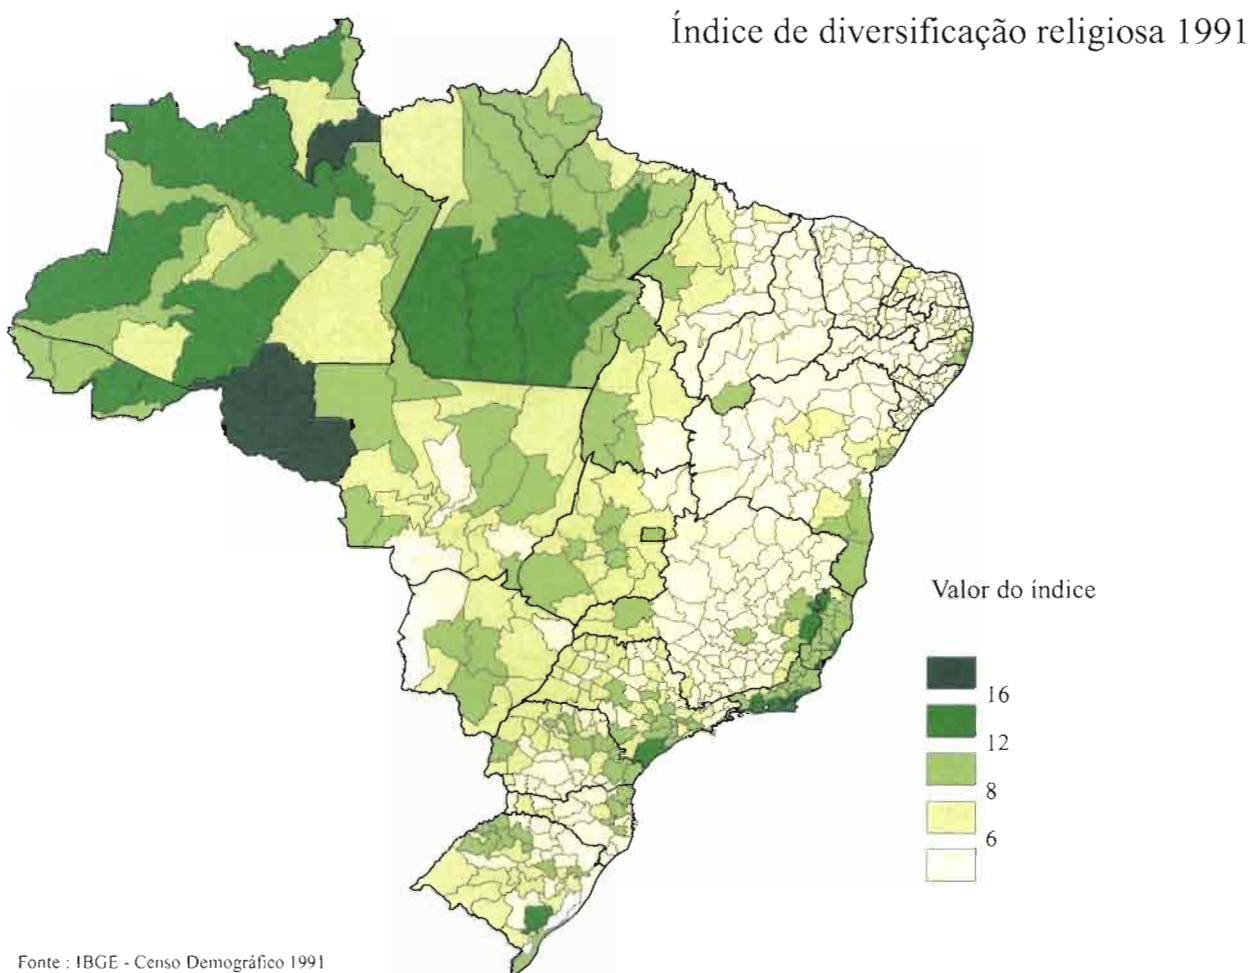 Índice de diversificação religiosa 1991
Valor do índice
16
12
8
6
Fonte : IBGE - Censo Demográfico 1991